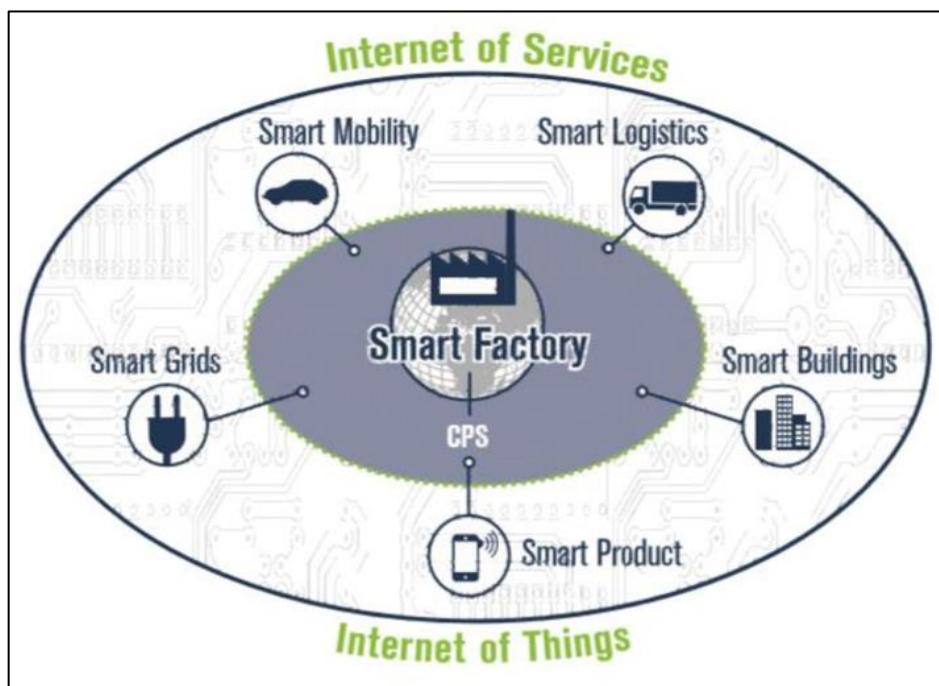 Internet of Services
Smart Mobility
Smart Logistics
Smart Factory
Smart Grids
Smart Buildings
CPS
Smart Product
Internet of Things